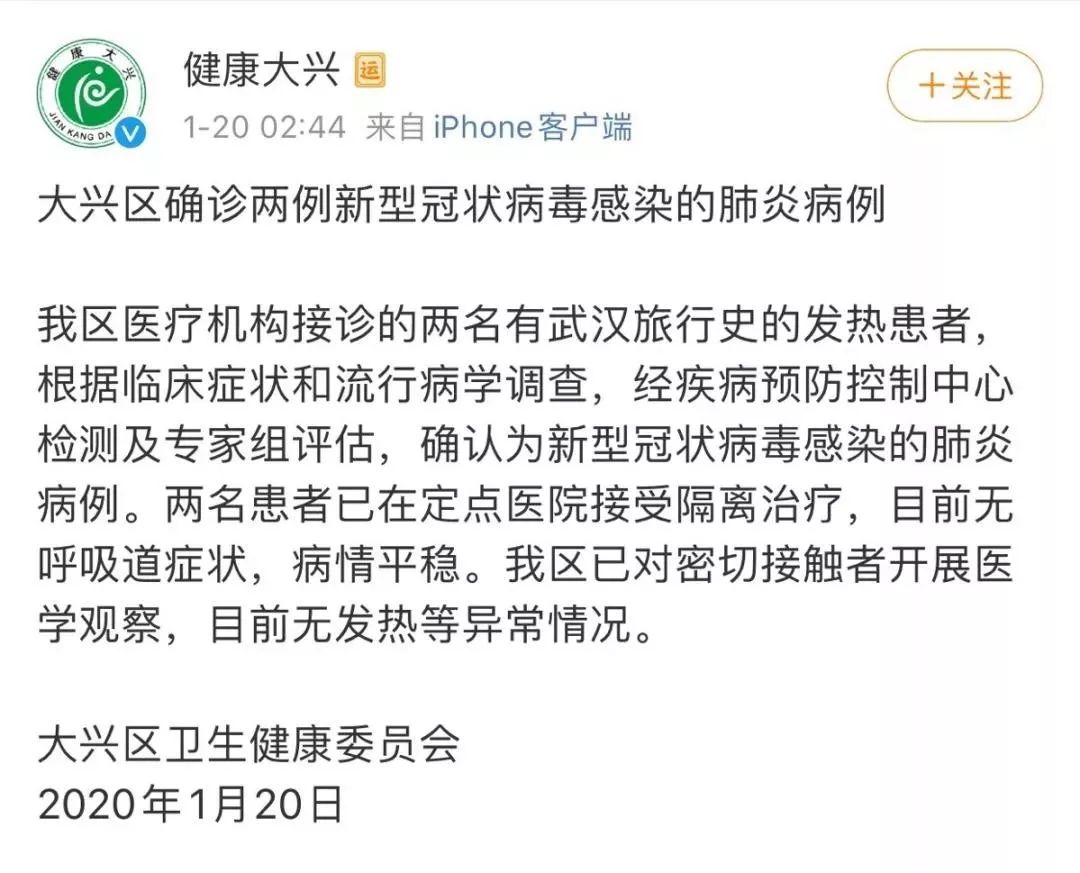 健康大兴
JIAN KANG DA
健康大兴 运
+关注
1-20 02:44 来自 iPhone客户端
大兴区确诊两例新型冠状病毒感染的肺炎病例
我区医疗机构接诊的两名有武汉旅行史的发热患者，
根据临床症状和流行病学调查，经疾病预防控制中心
检测及专家组评估，确认为新型冠状病毒感染的肺炎
病例。两名患者已在定点医院接受隔离治疗，目前无
呼吸道症状，病情平稳。我区已对密切接触者开展医
学观察，目前无发热等异常情况。
大兴区卫生健康委员会
2020年1月20日